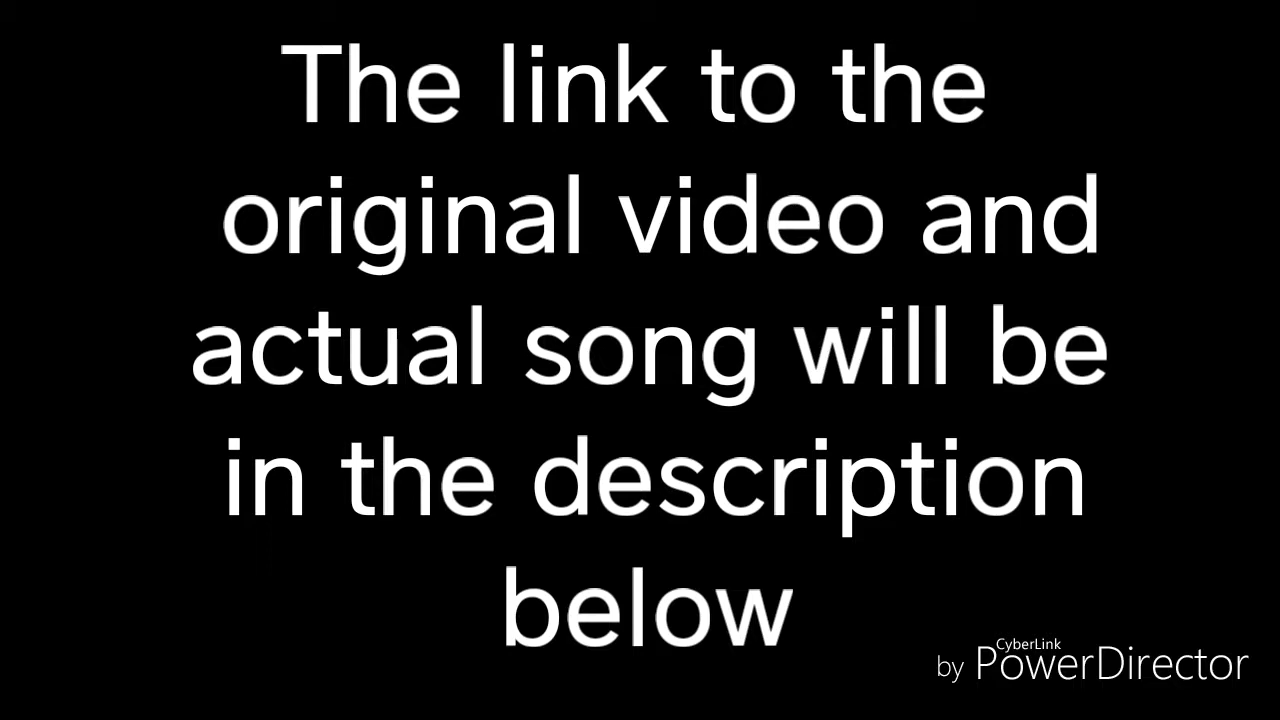 The link to the
original video and
actual song will be
in the description
below
CyberLink
by PowerDirector